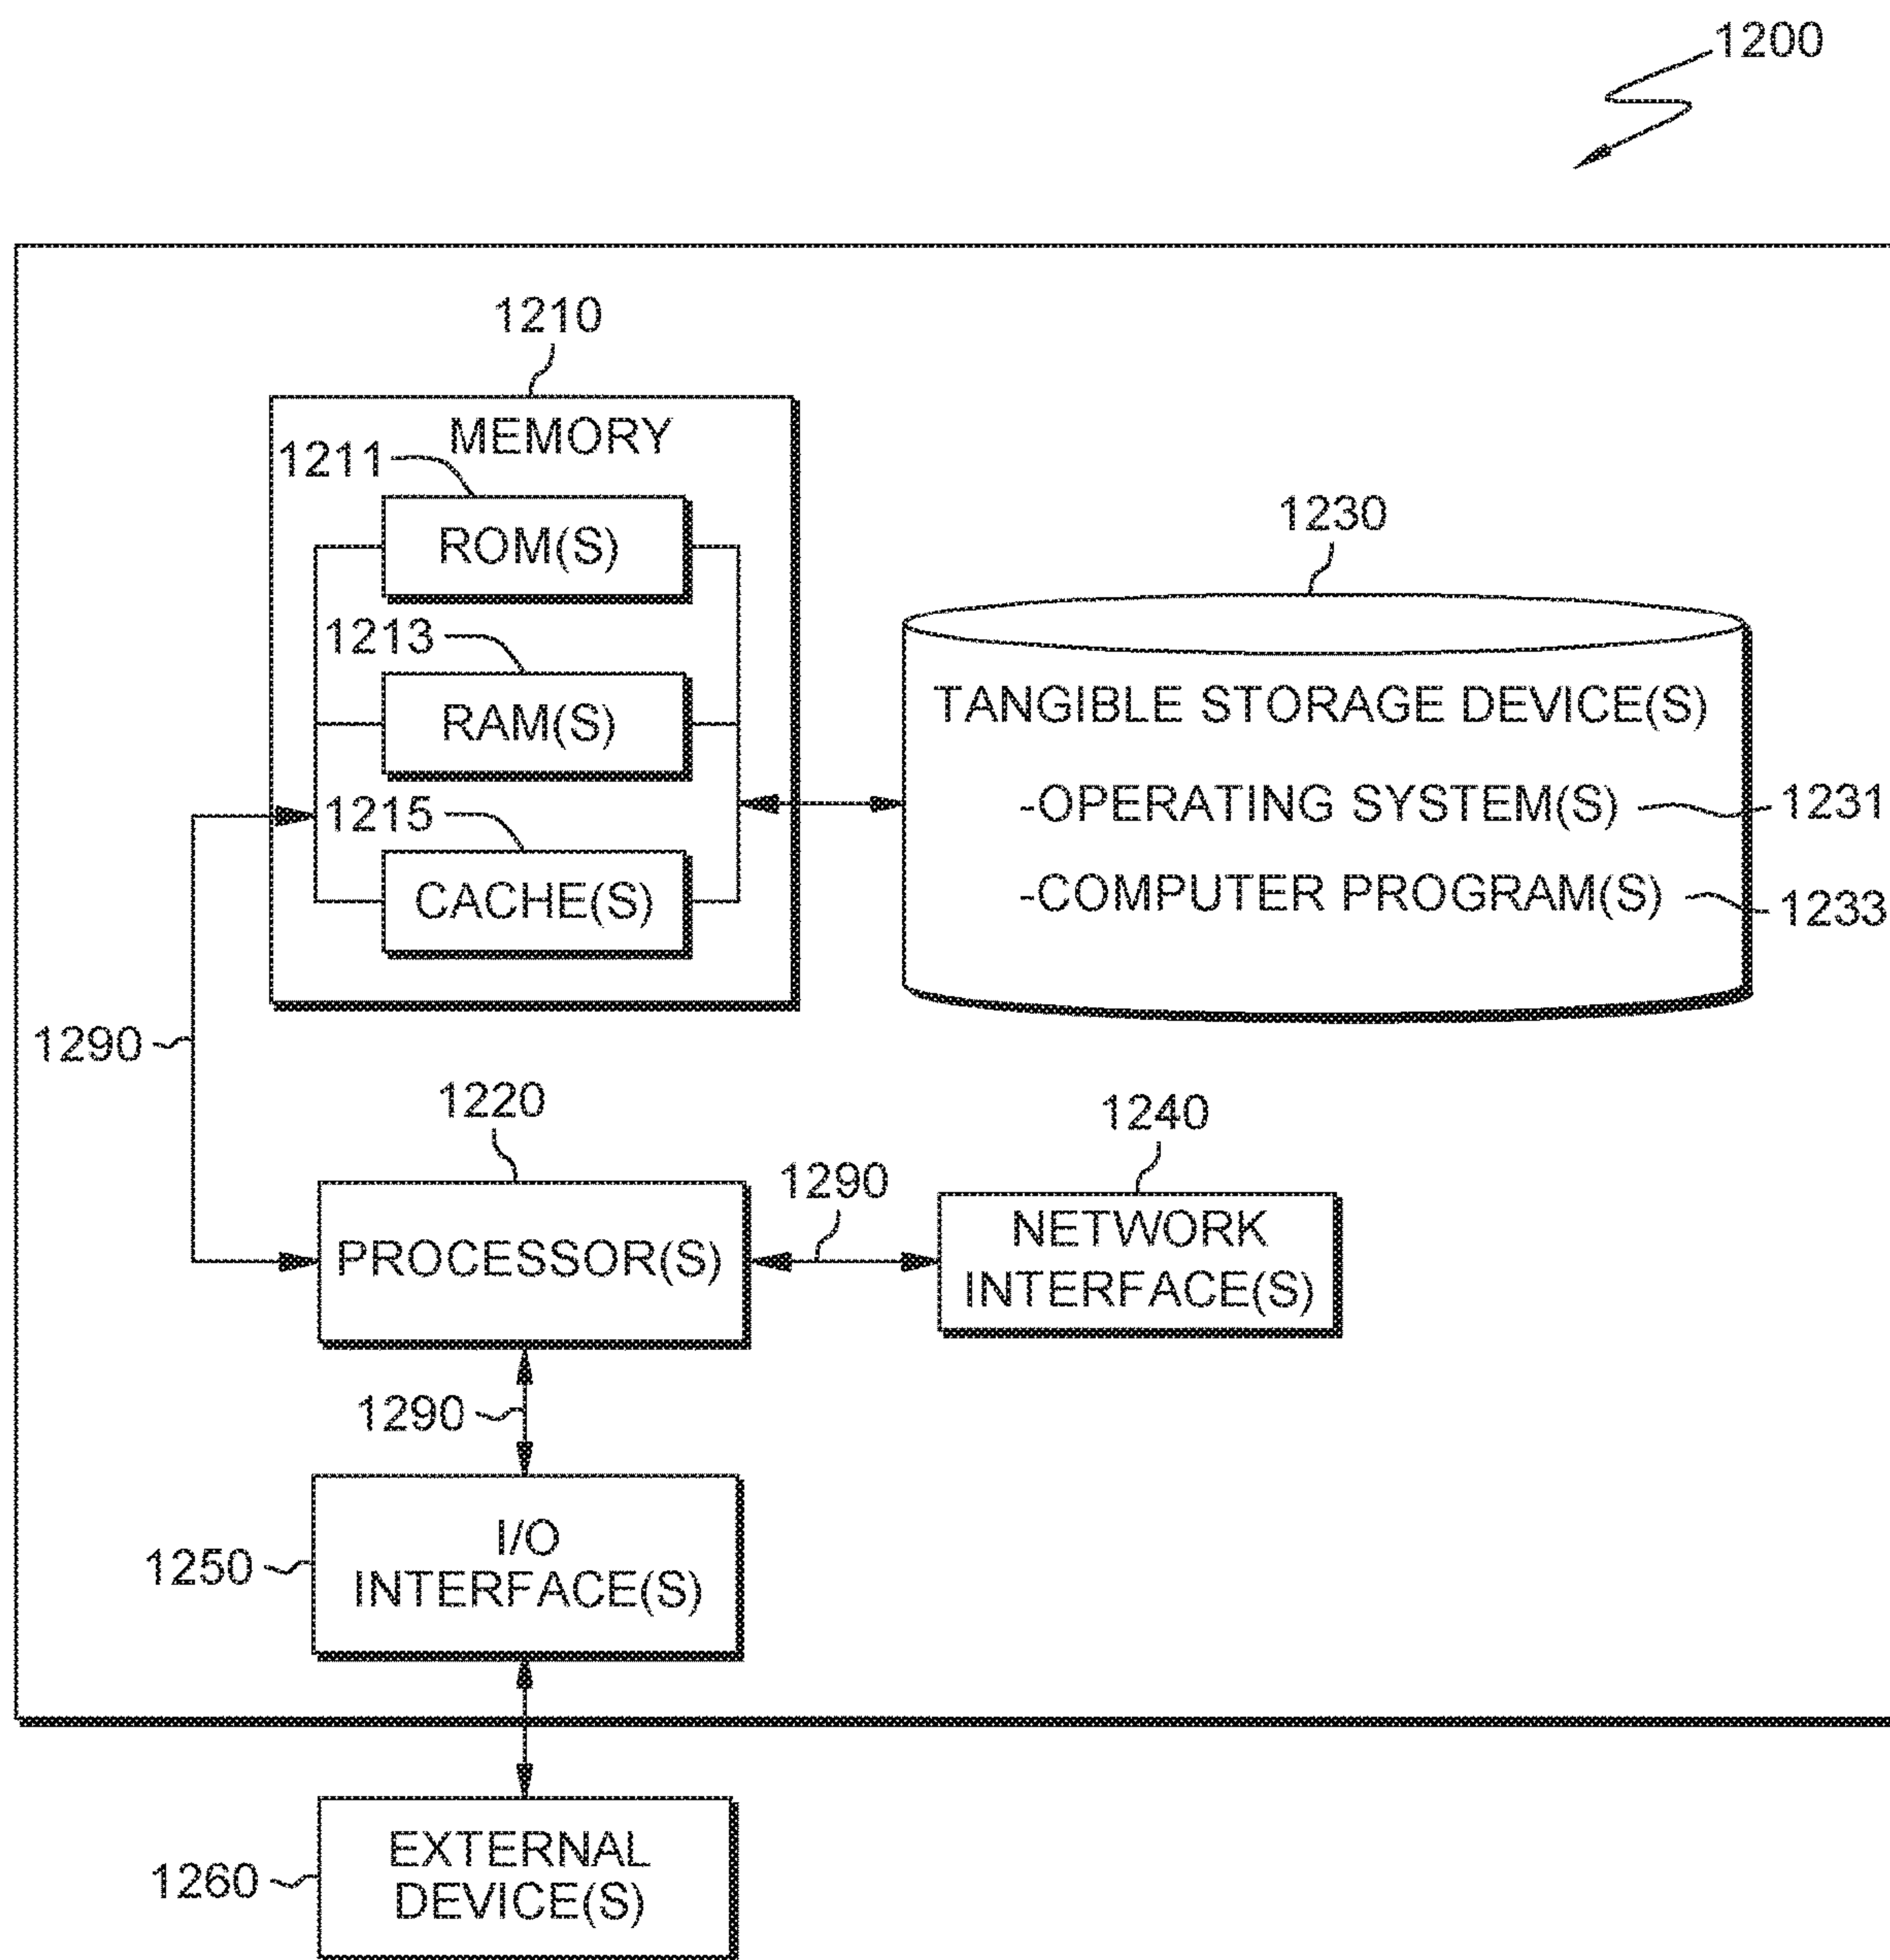 1200
1210
MEMORY
1211
ROM(S)
1230
1213
RAM(S)
TANGIBLE STORAGE DEVICE(S)
1215
-OPERATING SYSTEM(S)
1231
CACHE(S)
-COMPUTER PROGRAM(S)
1233
1290
1220
1240
1290
PROCESSOR(S)
NETWORK
INTERFACE(S)
1290
I/O
INTERFACE(S)
1250
EXTERNAL
DEVICE(S)
1260